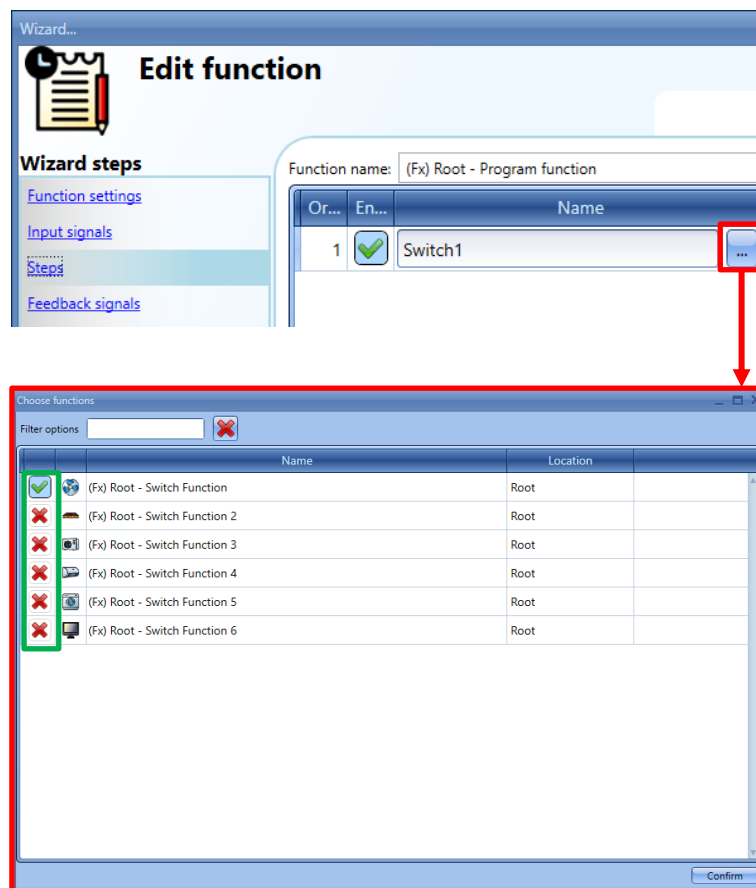 Wizard...
Edit function
Wizard steps
Function settings
Input signals
Steps
Feedback signals
Function name: (Fx) Root - Program function
Or... En... Name
1 Switch1 ...
Choose functions
Filter options
Name Location
(Fx) Root - Switch Function Root
(Fx) Root - Switch Function 2 Root
(Fx) Root - Switch Function 3 Root
(Fx) Root - Switch Function 4 Root
(Fx) Root - Switch Function 5 Root
(Fx) Root - Switch Function 6 Root
Confirm